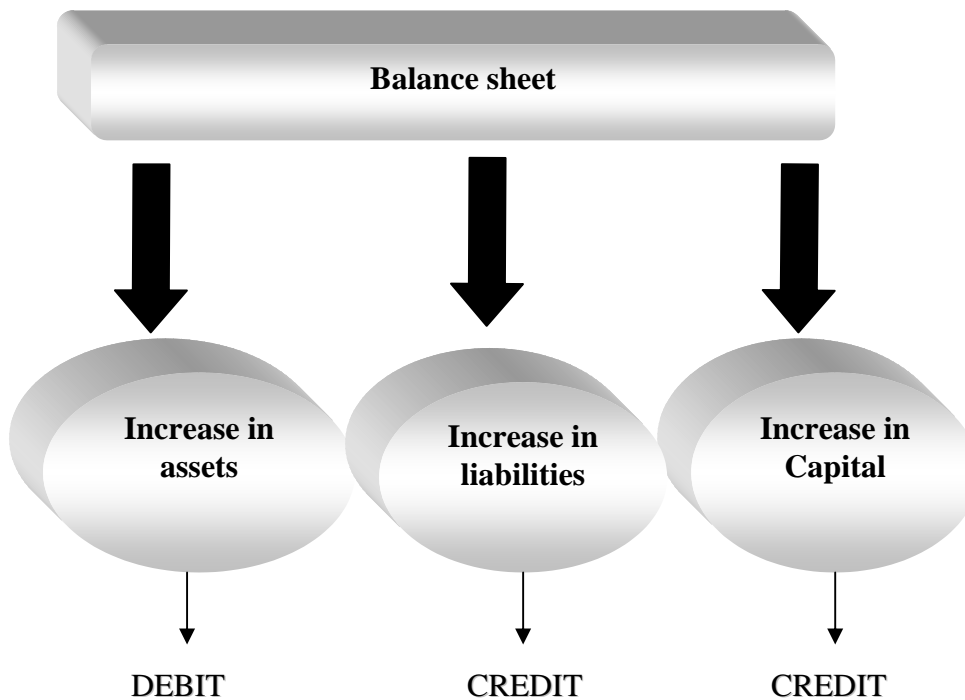 Balance sheet
Increase in
assets
Increase in
liabilities
Increase in
Capital
DEBIT
CREDIT
CREDIT